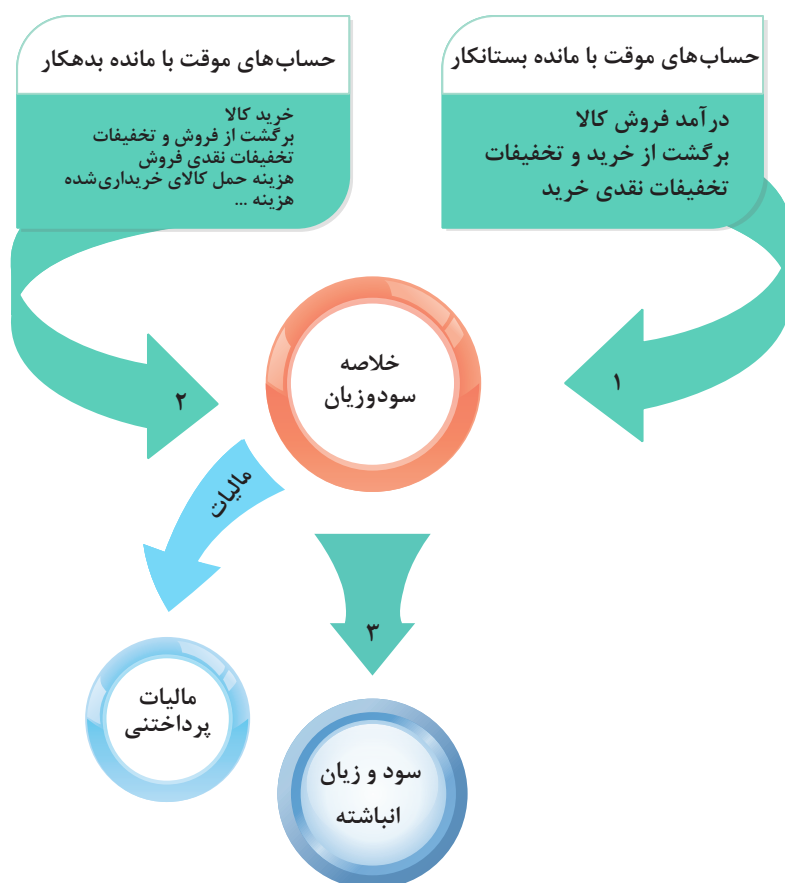 حساب‌های موقت با مانده بستانکار
درآمد فروش کالا
برگشت از خرید و تخفیفات
تخفیفات نقدی خرید
حساب‌های موقت با مانده بدهکار
خرید کالا
برگشت از فروش و تخفیفات
تخفیفات نقدی فروش
هزینه حمل کالای خریداری‌شده
هزینه ...
۱
خلاصه
سودوزیان
۲
مالیات
۳
مالیات
پرداختنی
سود و زیان
انباشته